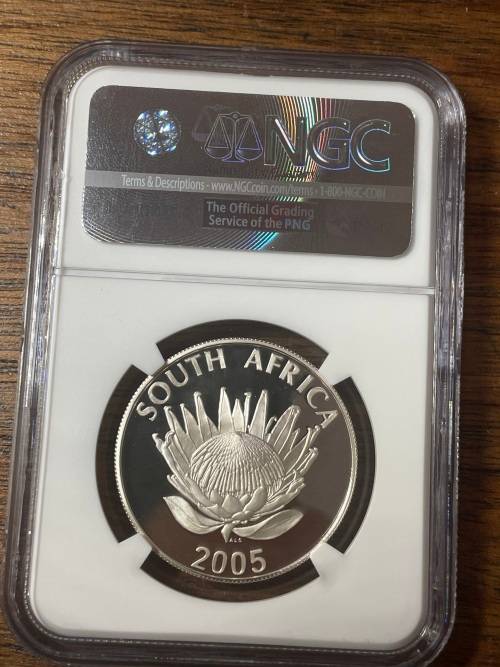 NGC
Terms & Descriptions - www.NGCcoin.com/terms - 1-800-NGC-COIN
The Official Grading
Service of the PNG
SOUTH AFRICA
ALS
2005